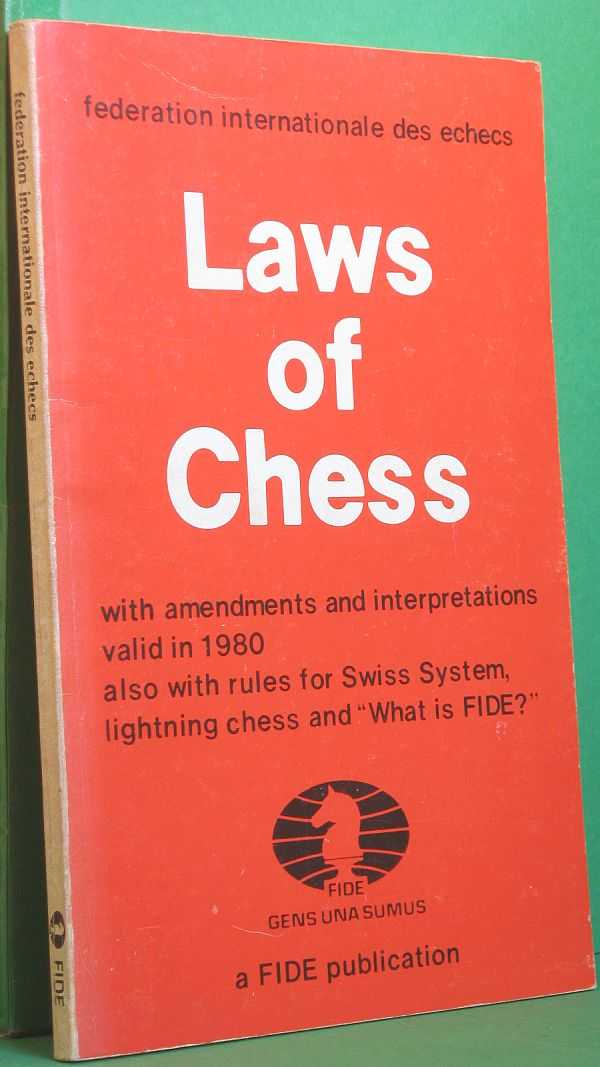 federation internationale des echecs
Laws
of
Chess
with amendments and interpretations
valid in 1980
also with rules for Swiss System,
lightning chess and "What is FIDE?"
FIDE
GENS UNA SUMUS
a FIDE publication
federation internationale des echecs
FIDE